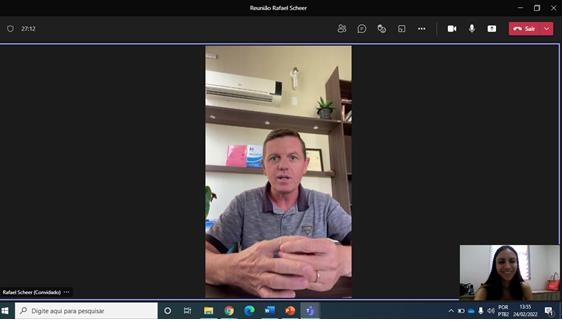 Reunião Rafael Scheer
27:12
Sair
Rafael Scheer (Convidado)
Digite aqui para pesquisar
POR
PTB2
13:55
24/02/2022